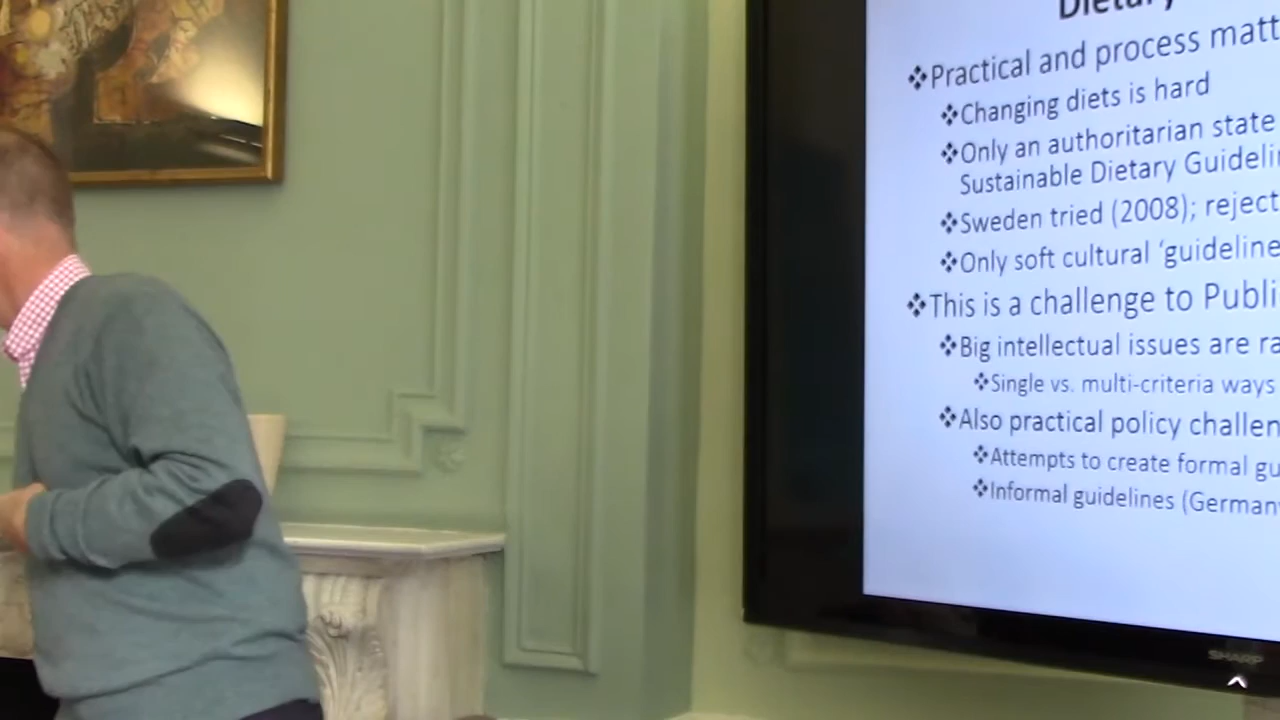 Dietary
❖Practical and process matt
❖Changing diets is hard
❖Only an authoritarian state
Sustainable Dietary Guidelin
❖Sweden tried (2008); reject
❖Only soft cultural ‘guideline
❖This is a challenge to Publi
❖Big intellectual issues are ra
❖Single vs. multi-criteria ways
❖Also practical policy challen
❖Attempts to create formal gu
❖Informal guidelines (German
SHARP